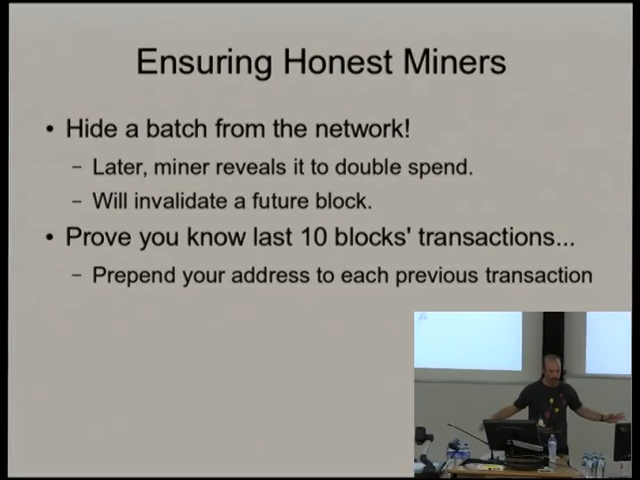 Ensuring Honest Miners
• Hide a batch from the network!
– Later, miner reveals it to double spend.
– Will invalidate a future block.
• Prove you know last 10 blocks' transactions...
– Prepend your address to each previous transaction